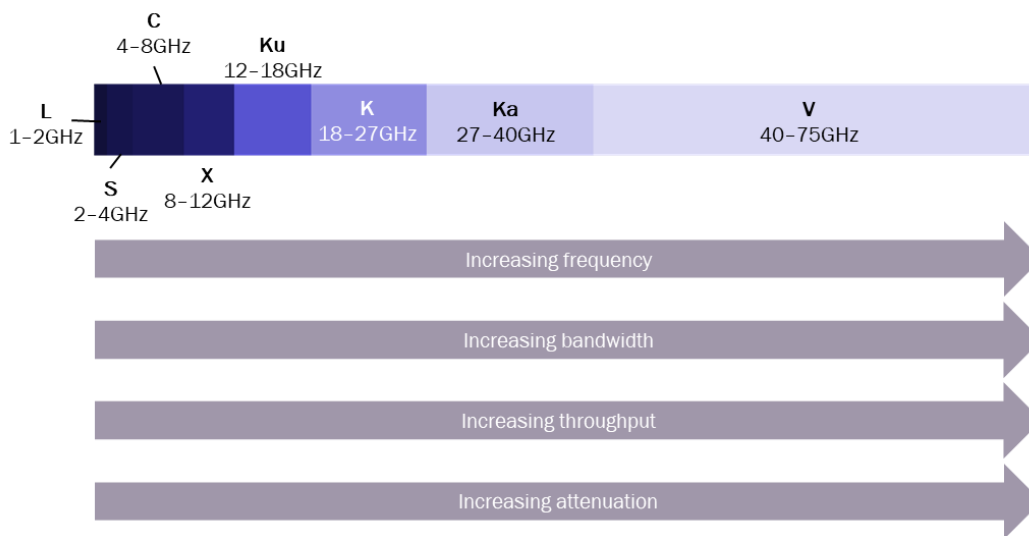 C
4–8GHz
Ku
12–18GHz
L
1–2GHz
K
18–27GHz
Ka
27–40GHz
V
40–75GHz
S
2–4GHz
X
8–12GHz
Increasing frequency
Increasing bandwidth
Increasing throughput
Increasing attenuation